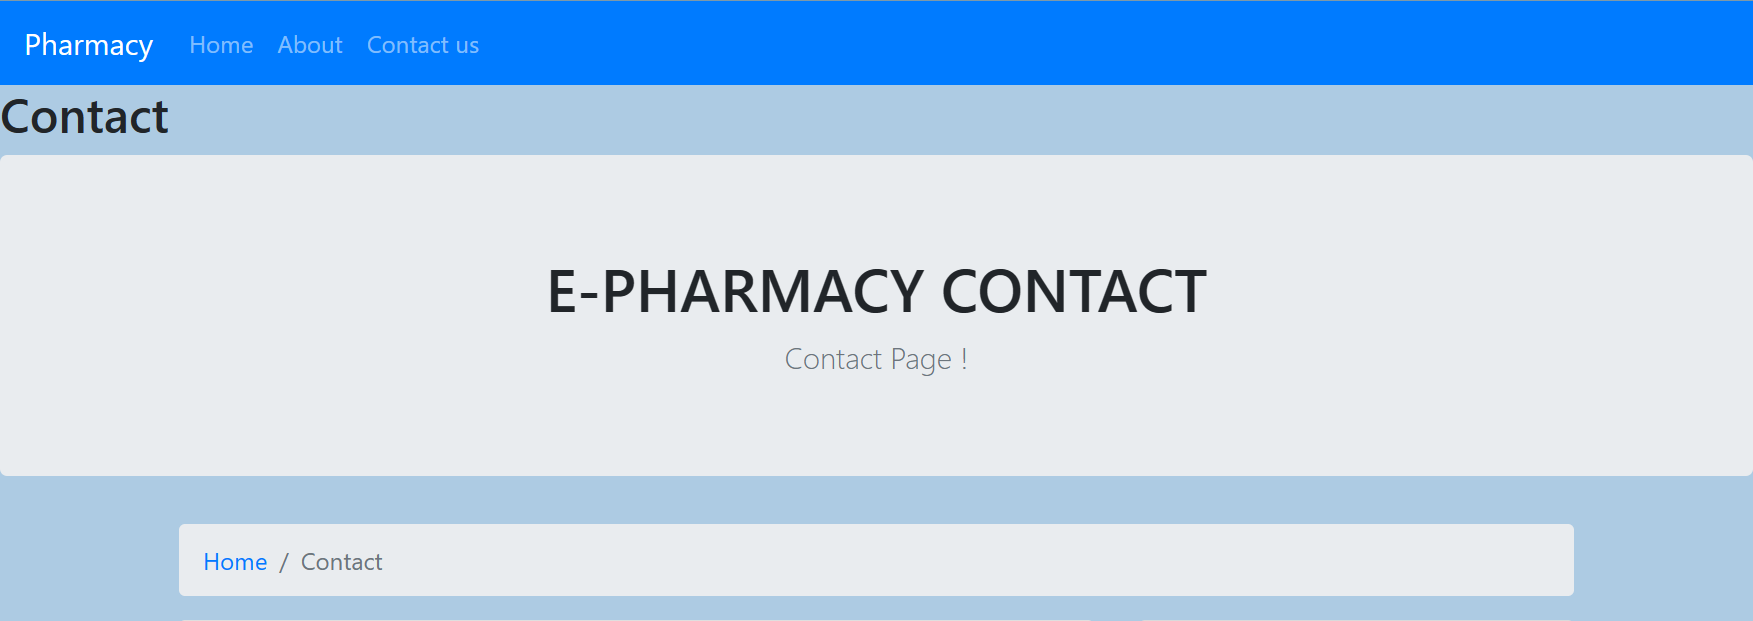 Pharmacy Home About Contact us
Contact
E-PHARMACY CONTACT
Contact Page !
Home / Contact